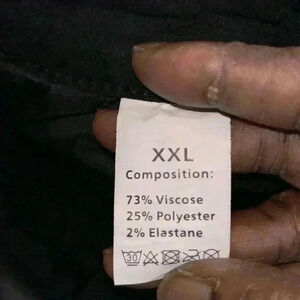 XXL
Composition:
73% Viscose
25% Polyester
2% Elastane
30